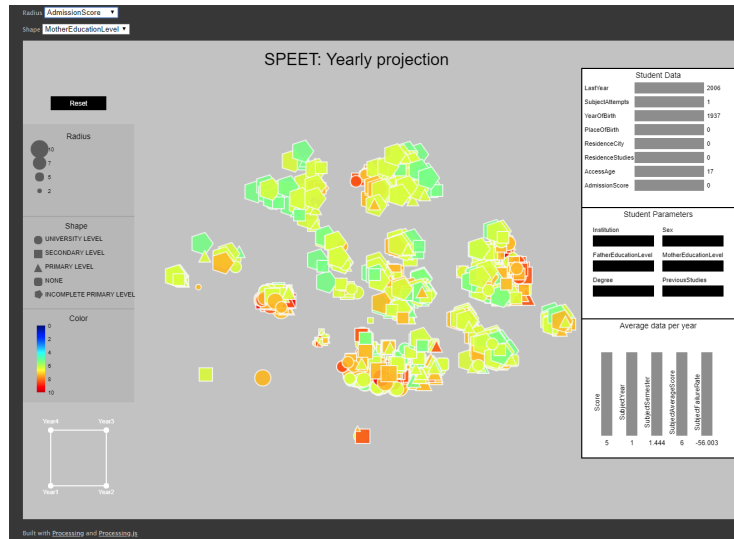 Radius AdmissionScore
Shape MotherEducationLevel
SPEET: Yearly projection
Reset
Radius
10
7
5
2
Shape
UNIVERSITY LEVEL
SECONDARY LEVEL
PRIMARY LEVEL
NONE
INCOMPLETE PRIMARY LEVEL
Color
0
2
4
6
8
10
Year4 Year3
Year1 Year2
Student Data
LastYear 2006
SubjectAttempts 1
YearOfBirth 1937
PlaceOfBirth 0
ResidenceCity 0
ResidenceStudies 0
AccessAge 17
AdmissionScore 0
Student Parameters
Institution Sex
FatherEducationLevel MotherEducationLevel
Degree PreviousStudies
Average data per year
Score
SubjectYear
SubjectSemester
SubjectAverageScore
SubjectFailureRate
5 1 1.444 6 -56.003
Built with Processing and Processing.js